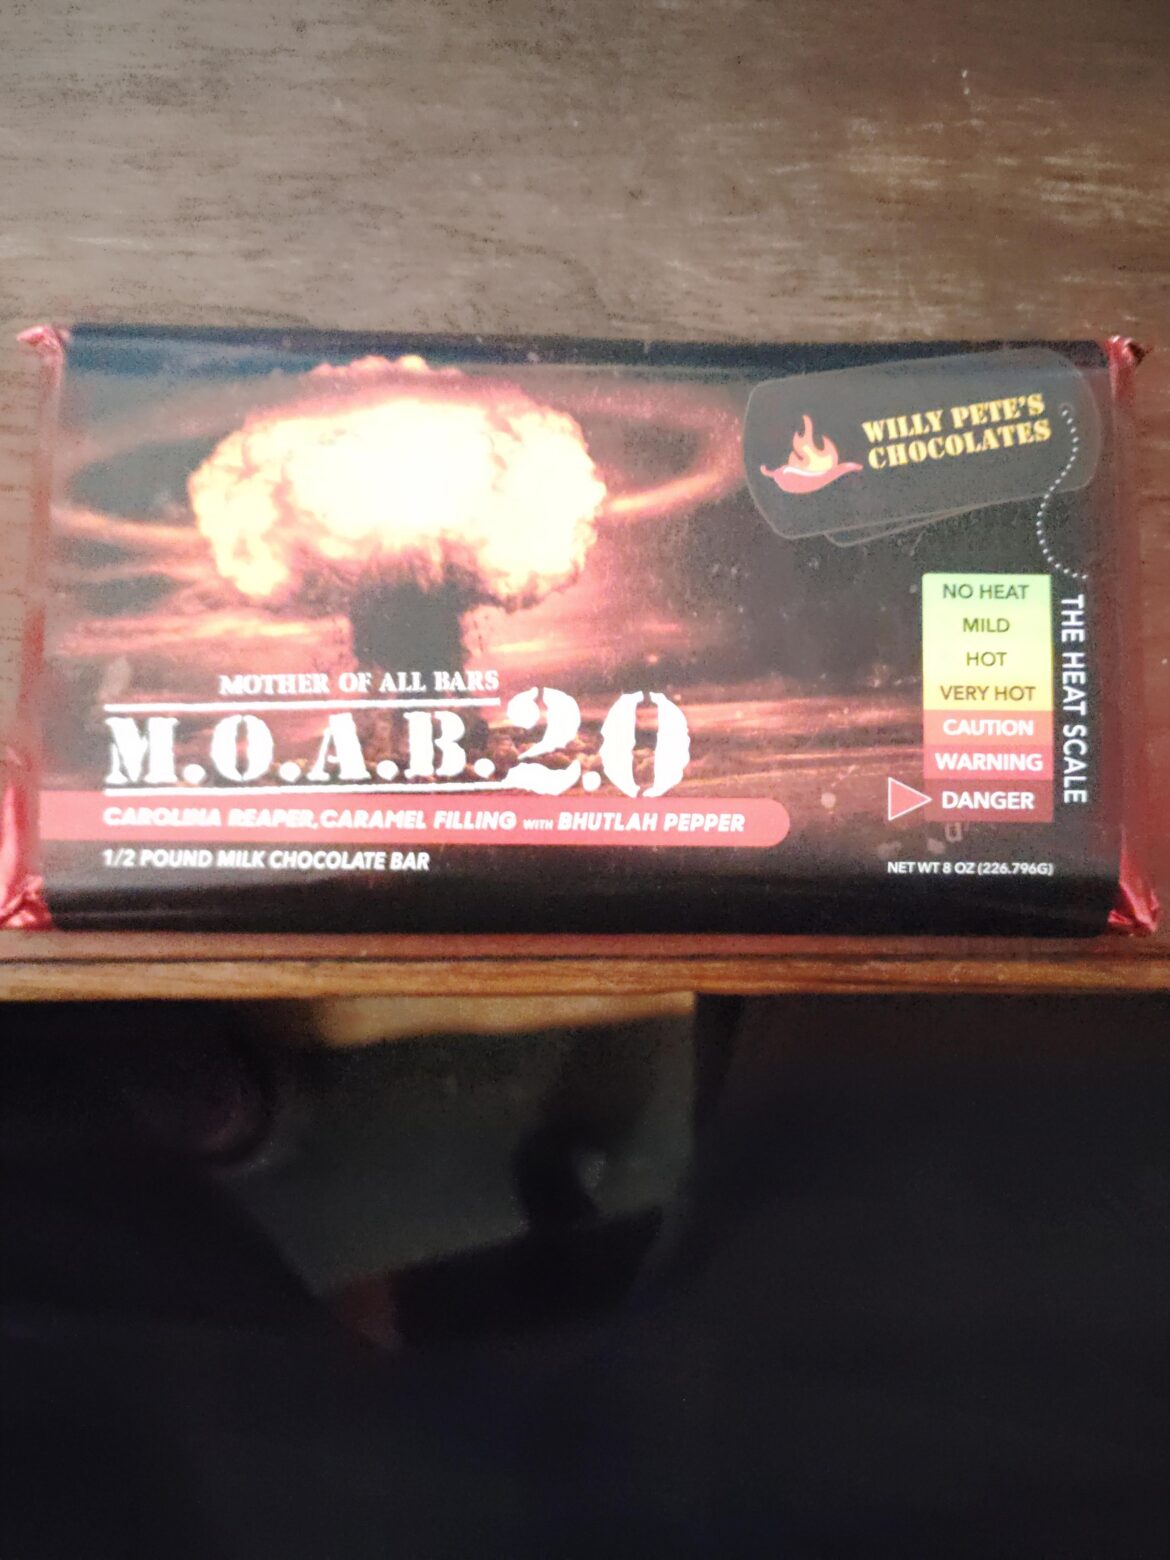 WILLY PETE'S
CHOCOLATES
NO HEAT
MILD
HOT
VERY HOT
CAUTION
WARNING
DANGER
THE HEAT SCALE
MOTHER OF ALL BARS
M.O.A.B. 2.0
CAROLINA REAPER, CARAMEL FILLING WITH BHUTLAH PEPPER
1/2 POUND MILK CHOCOLATE BAR
NET WT 8 OZ (226.796G)